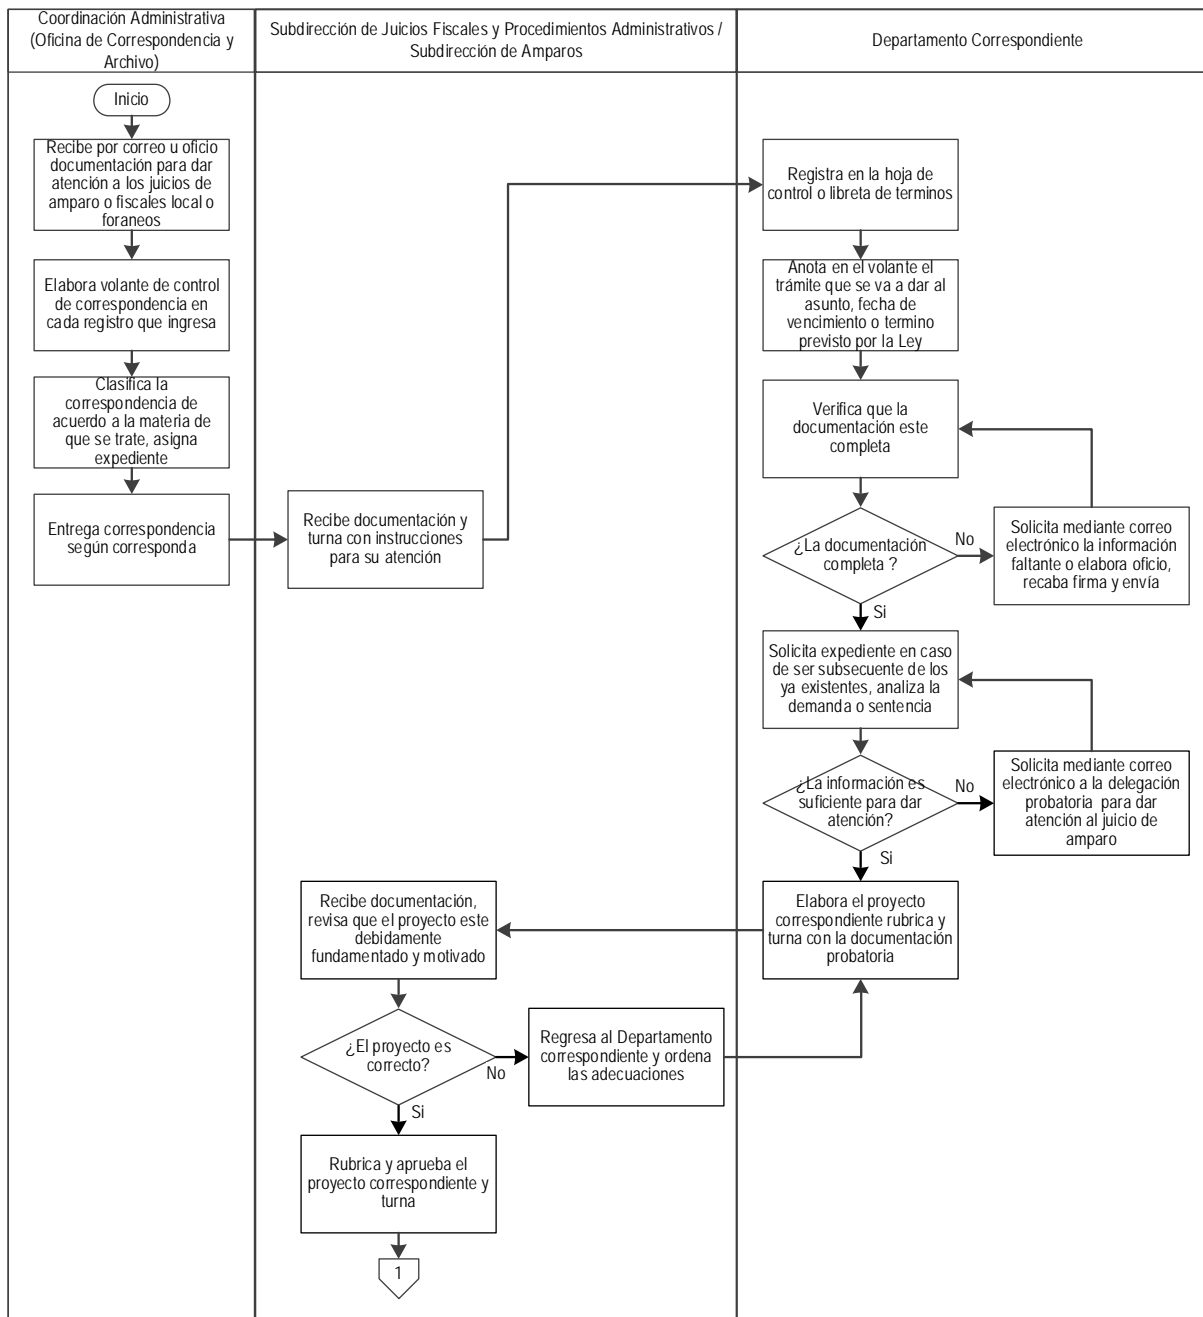 Coordinación Administrativa
(Oficina de Correspondencia y
Archivo)
Subdirección de Juicios Fiscales y Procedimientos Administrativos /
Subdirección de Amparos
Departamento Correspondiente
Inicio
Recibe por correo u oficio
documentación para dar
atención a los juicios de
amparo o fiscales local o
foraneos
Elabora volante de control
de correspondencia en
cada registro que ingresa
Clasifica la
correspondencia de
acuerdo a la materia de
que se trate, asigna
expediente
Entrega correspondencia
según corresponda
Recibe documentación y
turna con instrucciones
para su atención
Registra en la hoja de
control o libreta de terminos
Anota en el volante el
trámite que se va a dar al
asunto, fecha de
vencimiento o termino
previsto por la Ley
Verifica que la
documentación este
completa
¿La documentación
completa ?
No
Solicita mediante correo
electrónico la información
faltante o elabora oficio,
recaba firma y envía
Si
Solicita expediente en caso
de ser subsecuente de los
ya existentes, analiza la
demanda o sentencia
¿La información es
suficiente para dar
atención?
No
Solicita mediante correo
electrónico a la delegación
probatoria para dar
atención al juicio de
amparo
Si
Elabora el proyecto
correspondiente rubrica y
turna con la documentación
probatoria
Recibe documentación,
revisa que el proyecto este
debidamente
fundamentado y motivado
¿El proyecto es
correcto?
No
Regresa al Departamento
correspondiente y ordena
las adecuaciones
Si
Rubrica y aprueba el
proyecto correspondiente y
turna
1